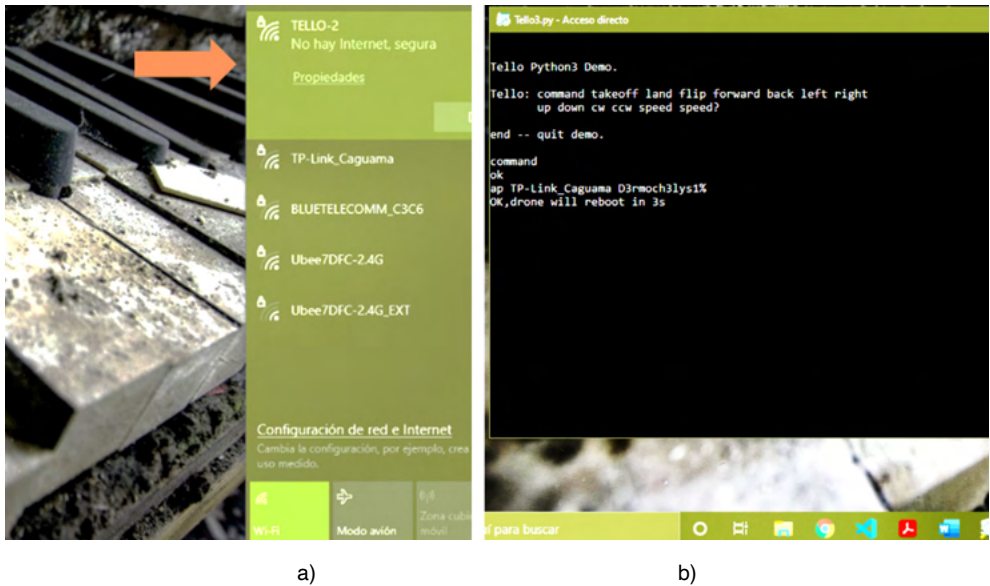 TELLO-2
No hay Internet, segura
Propiedades
TP-Link_Caguama
BLUETELECOMM_C3C6
Ubee7DFC-2.4G
Ubee7DFC-2.4G_EXT
Configuración de red e Internet
Cambia la configuración, por ejemplo, crea
uso medido.
Wi-Fi
Modo avión
Zona cubi
móvil
a)
Tello3.py - Acceso directo
Tello Python3 Demo.
Tello: command takeoff land flip forward back left right
up down cw ccw speed speed?
end -- quit demo.
command
ok
ap TP-Link_Caguama D3rmoch3lys1%
OK,drone will reboot in 3s
í para buscar
b)